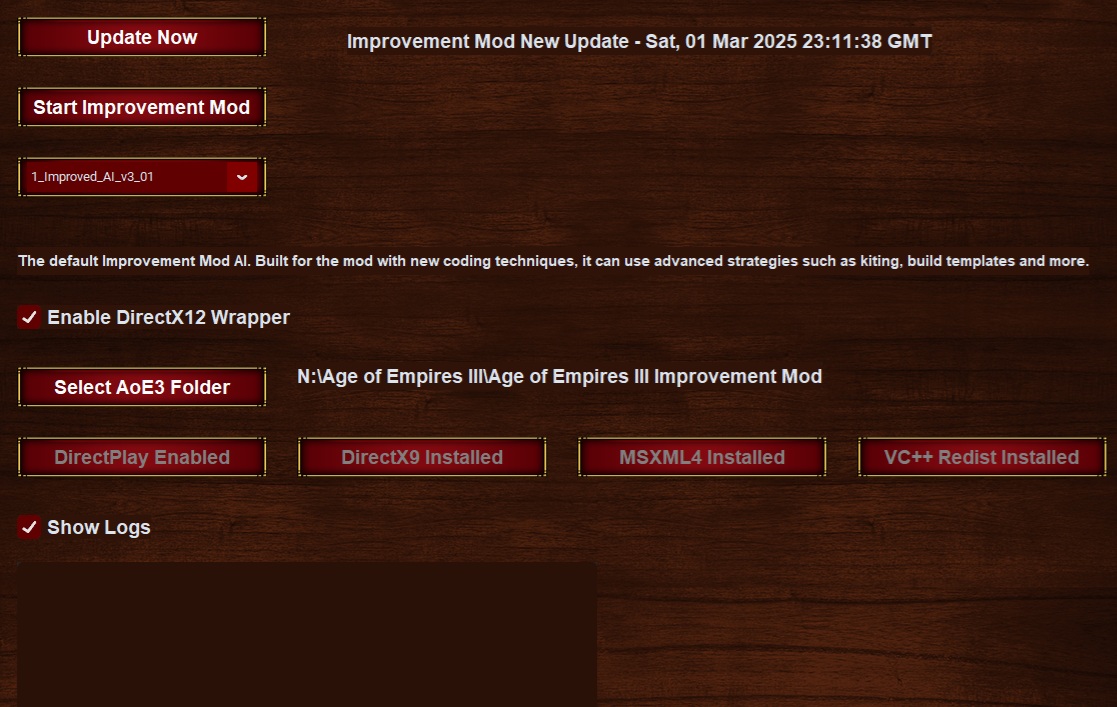 Update Now
Improvement Mod New Update - Sat, 01 Mar 2025 23:11:38 GMT
Start Improvement Mod
1_Improved_AI_v3_01
The default Improvement Mod AI. Built for the mod with new coding techniques, it can use advanced strategies such as kiting, build templates and more.
Enable DirectX12 Wrapper
Select AoE3 Folder
N:\Age of Empires III\Age of Empires III Improvement Mod
DirectPlay Enabled
DirectX9 Installed
MSXML4 Installed
VC++ Redist Installed
Show Logs